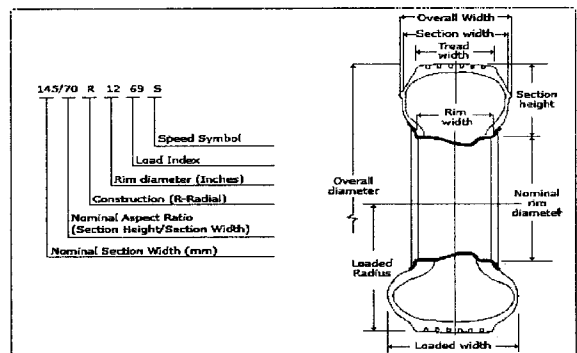 145/70 R 12 69 S
Speed Symbol
Load Index
Rim diameter (Inches)
Construction (R-Radial)
Nominal Aspect Ratio
(Section Height/Section Width)
Nominal Section Width (mm)
Overall Width
Section width
Tread
width
Section
height
Rim
width
Overall
diameter
Nominal
rim
diameter
Loaded
Radius
Loaded width